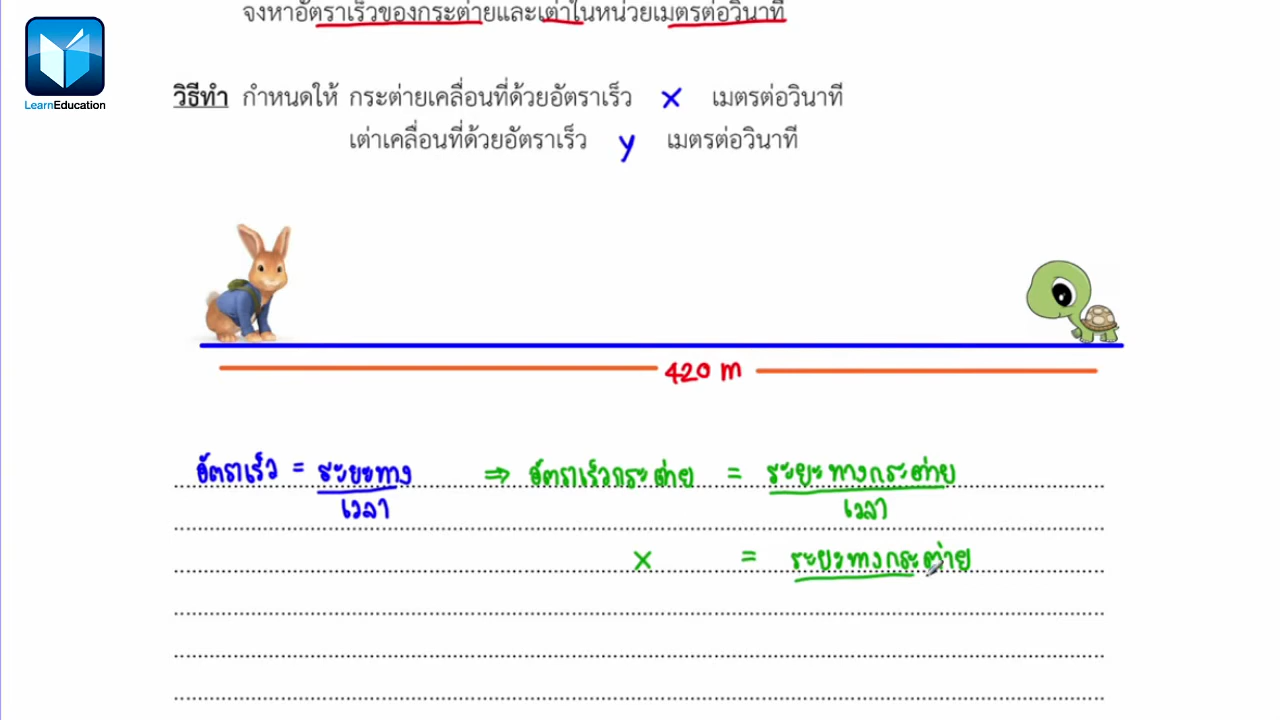 จงหาอัตราเร็วของกระต่ายและเต่าในหน่วยเมตรต่อวินาที
LearnEducation
วิธีทำ กำหนดให้ กระต่ายเคลื่อนที่ด้วยอัตราเร็ว x เมตรต่อวินาที
เต่าเคลื่อนที่ด้วยอัตราเร็ว y เมตรต่อวินาที
420 m
อัตราเร็ว = ระยะทาง ⇒ อัตราเร็วกระต่าย = ระยะทางกระต่าย
เวลา เวลา
x = ระยะทางกระต่าย